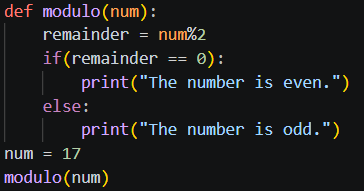 def modulo(num):
    remainder = num%2
    if(remainder == 0):
        print("The number is even.")
    else:
        print("The number is odd.")
num = 17
modulo(num)